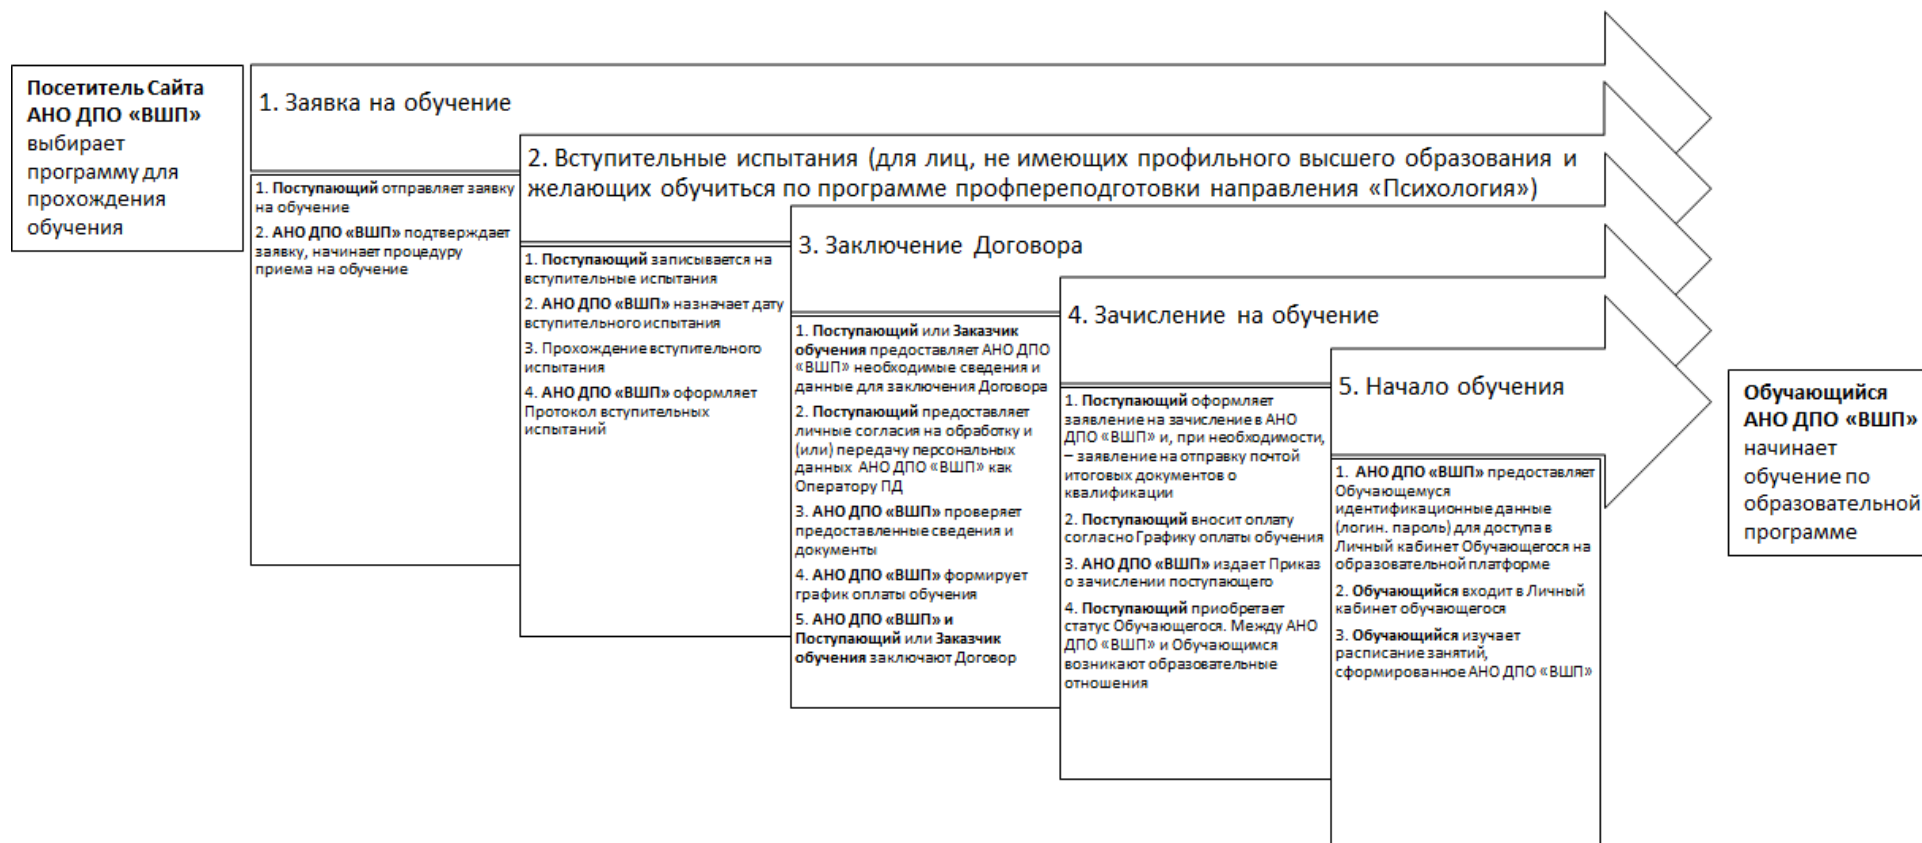 Посетитель Сайта
АНО ДПО «ВШП»
выбирает
программу для
прохождения
обучения
1. Заявка на обучение
1. Поступающий отправляет заявку
на обучение
2. АНО ДПО «ВШП» подтверждает
заявку, начинает процедуру
приема на обучение
2. Вступительные испытания (для лиц, не имеющих профильного высшего образования и
желающих обучиться по программе профпереподготовки направления «Психология»)
1. Поступающий записывается на
вступительные испытания
2. АНО ДПО «ВШП» назначает дату
вступительного испытания
3. Прохождение вступительного
испытания
4. АНО ДПО «ВШП» оформляет
Протокол вступительных
испытаний
3. Заключение Договора
1. Поступающий или Заказчик
обучения предоставляет АНО ДПО
«ВШП» необходимые сведения и
данные для заключения Договора
2. Поступающий предоставляет
личные согласия на обработку и
(или) передачу персональных
данных АНО ДПО «ВШП» как
Оператору ПД
3. АНО ДПО «ВШП» проверяет
предоставленные сведения и
документы
4. АНО ДПО «ВШП» формирует
график оплаты обучения
5. АНО ДПО «ВШП» и
Поступающий или Заказчик
обучения заключают Договор
4. Зачисление на обучение
1. Поступающий оформляет
заявление на зачисление в АНО
ДПО «ВШП» и, при необходимости,
– заявление на отправку почтой
итоговых документов о
квалификации
2. Поступающий вносит оплату
согласно Графику оплаты обучения
3. АНО ДПО «ВШП» издает Приказ
о зачислении поступающего
4. Поступающий приобретает
статус Обучающегося. Между АНО
ДПО «ВШП» и Обучающимся
возникают образовательные
отношения
5. Начало обучения
1. АНО ДПО «ВШП» предоставляет
Обучающемуся
идентификационные данные
(логин. пароль) для доступа в
Личный кабинет Обучающегося на
образовательной платформе
2. Обучающийся входит в Личный
кабинет обучающегося
3. Обучающийся изучает
расписание занятий,
сформированное АНО ДПО «ВШП»
Обучающийся
АНО ДПО «ВШП»
начинает
обучение по
образовательной
программе